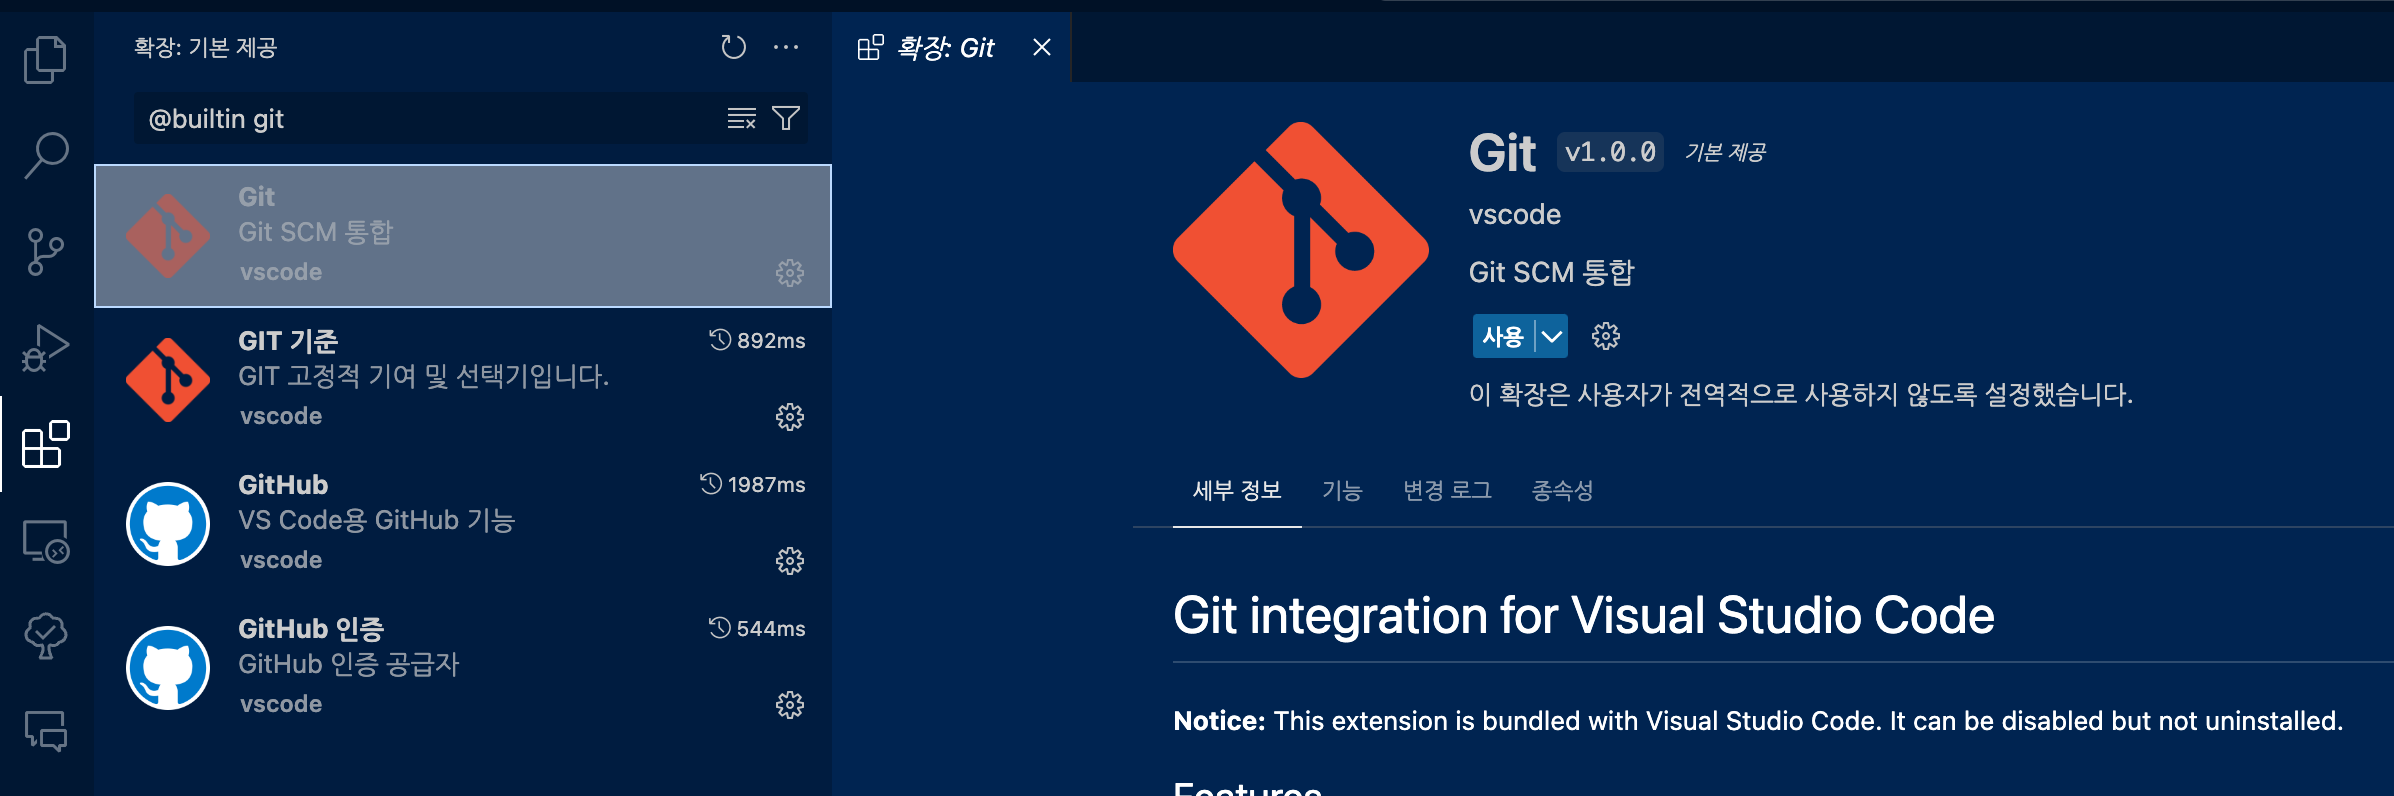 확장: 기본 제공
@builtin git
Git
Git SCM 통합
vscode
GIT 기준
892ms
GIT 고정적 기여 및 선택기입니다.
vscode
GitHub
1987ms
VS Code용 GitHub 기능
vscode
GitHub 인증
544ms
GitHub 인증 공급자
vscode
확장: Git
Git v1.0.0 기본 제공
vscode
Git SCM 통합
사용
이 확장은 사용자가 전역적으로 사용하지 않도록 설정했습니다.
세부 정보 기능 변경 로그 종속성
Git integration for Visual Studio Code
Notice: This extension is bundled with Visual Studio Code. It can be disabled but not uninstalled.
Features